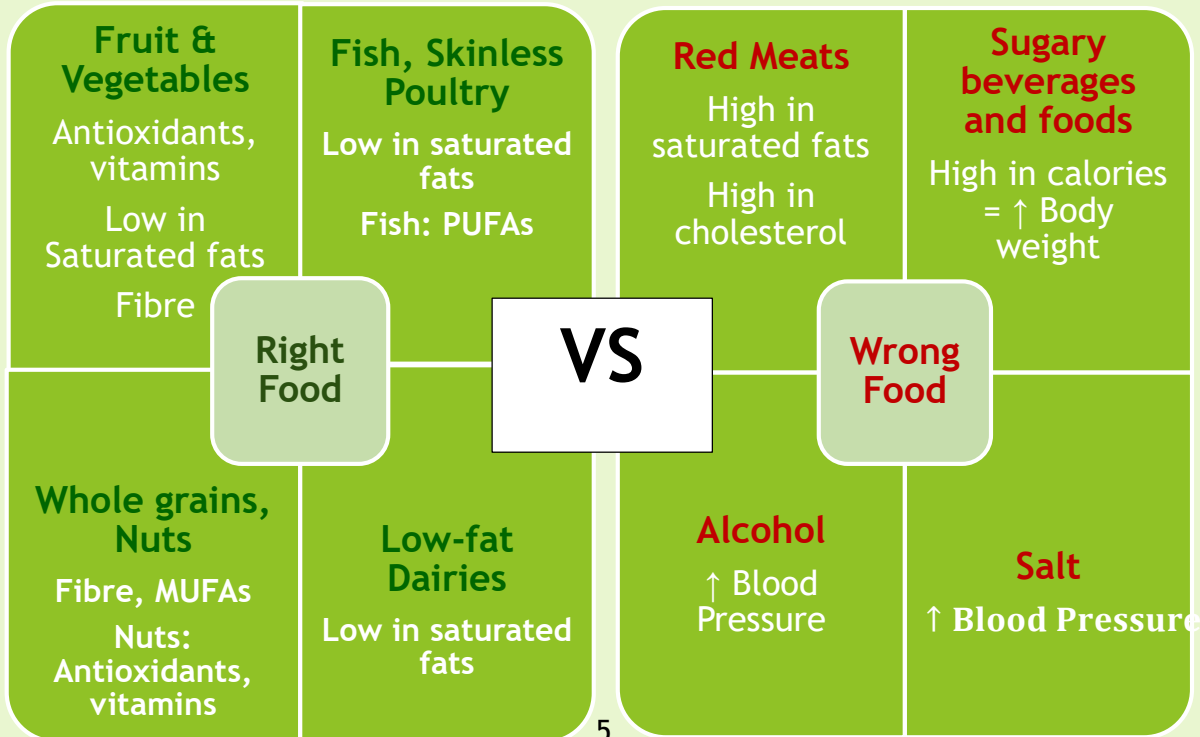 Fruit &
Vegetables
Antioxidants,
vitamins
Low in
Saturated fats
Fibre
Fish, Skinless
Poultry
Low in saturated
fats
Fish: PUFAs
Right
Food
Whole grains,
Nuts
Fibre, MUFAs
Nuts:
Antioxidants,
vitamins
Low-fat
Dairies
Low in saturated
fats
VS
Red Meats
High in
saturated fats
High in
cholesterol
Sugary
beverages
and foods
High in calories
= ↑ Body
weight
Wrong
Food
Alcohol
↑ Blood
Pressure
Salt
↑ Blood Pressure
5